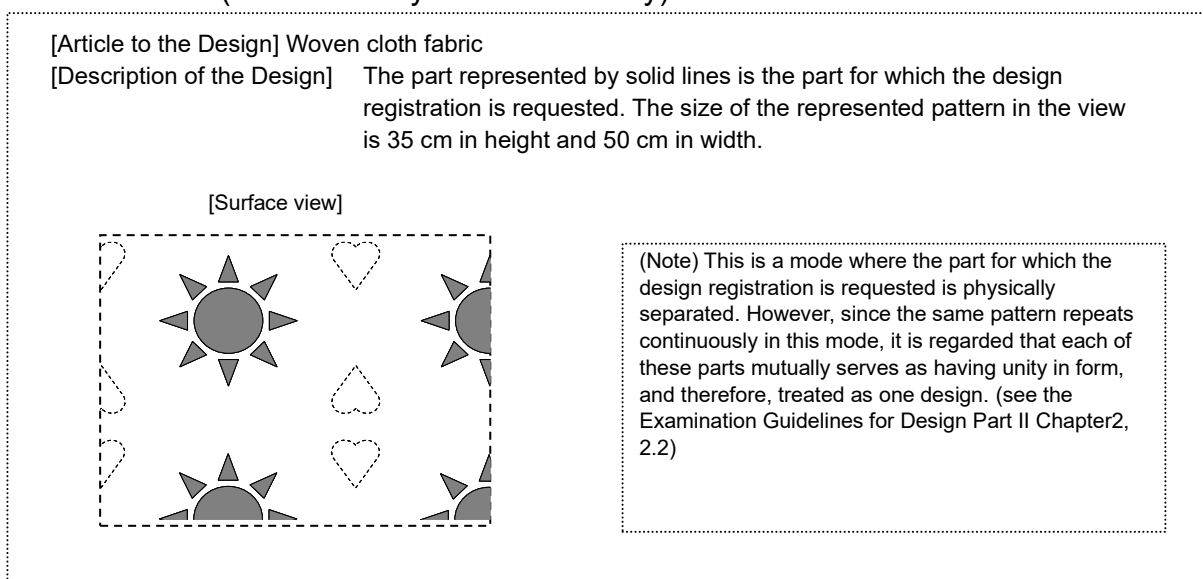 [Article to the Design] Woven cloth fabric
[Description of the Design] The part represented by solid lines is the part for which the design
registration is requested. The size of the represented pattern in the view
is 35 cm in height and 50 cm in width.
[Surface view]
(Note) This is a mode where the part for which the
design registration is requested is physically
separated. However, since the same pattern repeats
continuously in this mode, it is regarded that each of
these parts mutually serves as having unity in form,
and therefore, treated as one design. (see the
Examination Guidelines for Design Part II Chapter2,
2.2)